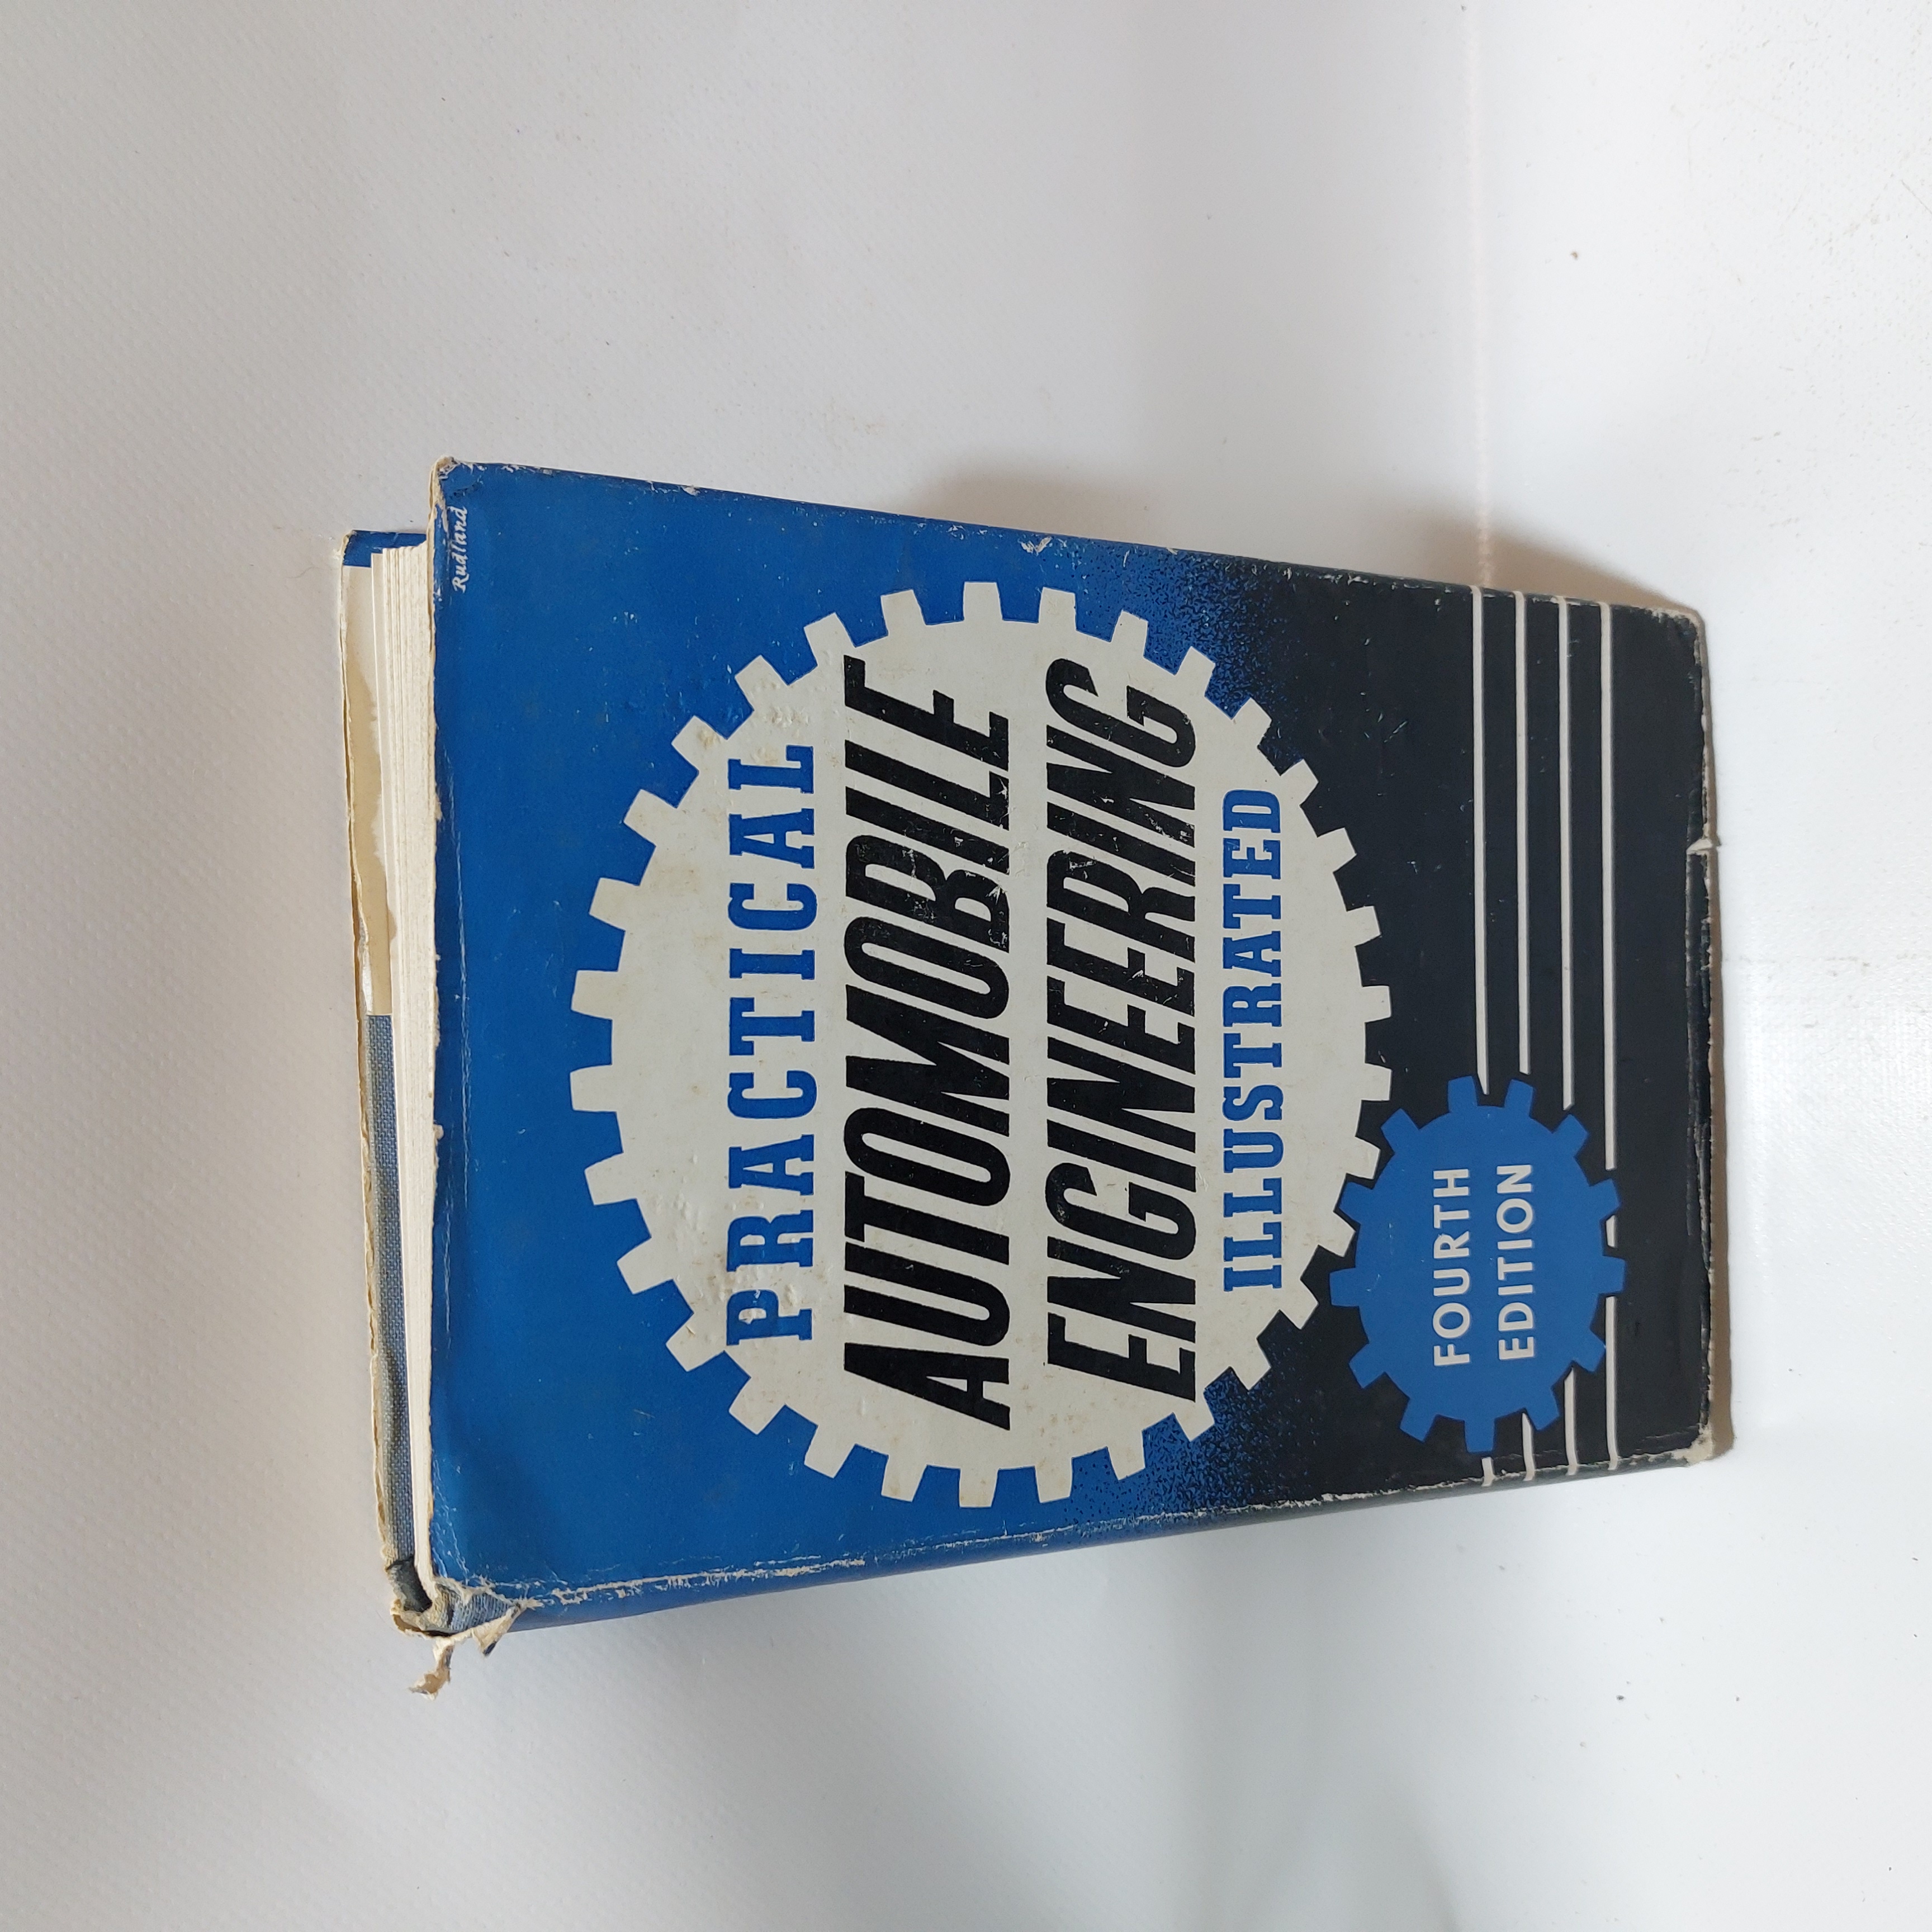 Rudland
PRACTICAL
AUTOMOBILE
ENGINEERING
ILLUSTRATED
FOURTH
EDITION